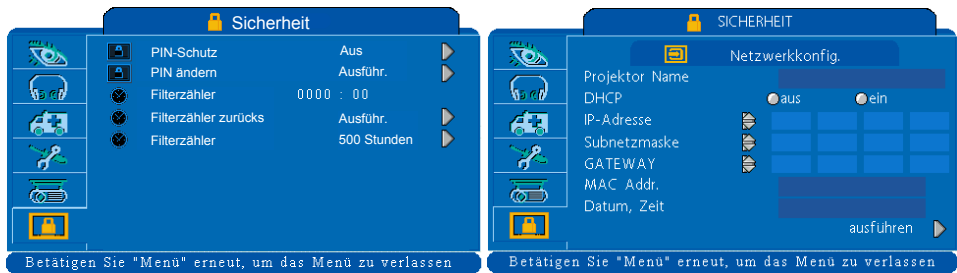 Sicherheit
PIN-Schutz Aus
PIN ändern Ausführ.
Filterzähler 0000 : 00
Filterzähler zurücks Ausführ.
Filterzähler 500 Stunden
Betätigen Sie "Menü" erneut, um das Menü zu verlassen
SICHERHEIT
Netzwerkkonfig.
Projektor Name
DHCP aus ein
IP-Adresse
Subnetzmaske
GATEWAY
MAC Addr.
Datum, Zeit
ausführen
Betätigen Sie "Menü" erneut, um das Menü zu verlassen